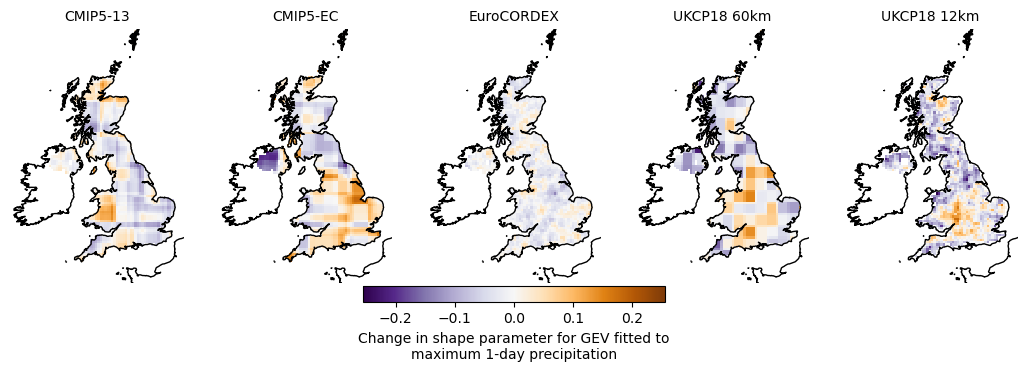 CMIP5-13 CMIP5-EC EuroCORDEX UKCP18 60km UKCP18 12km
−0.2 −0.1 0.0 0.1 0.2
Change in shape parameter for GEV fitted to
maximum 1-day precipitation